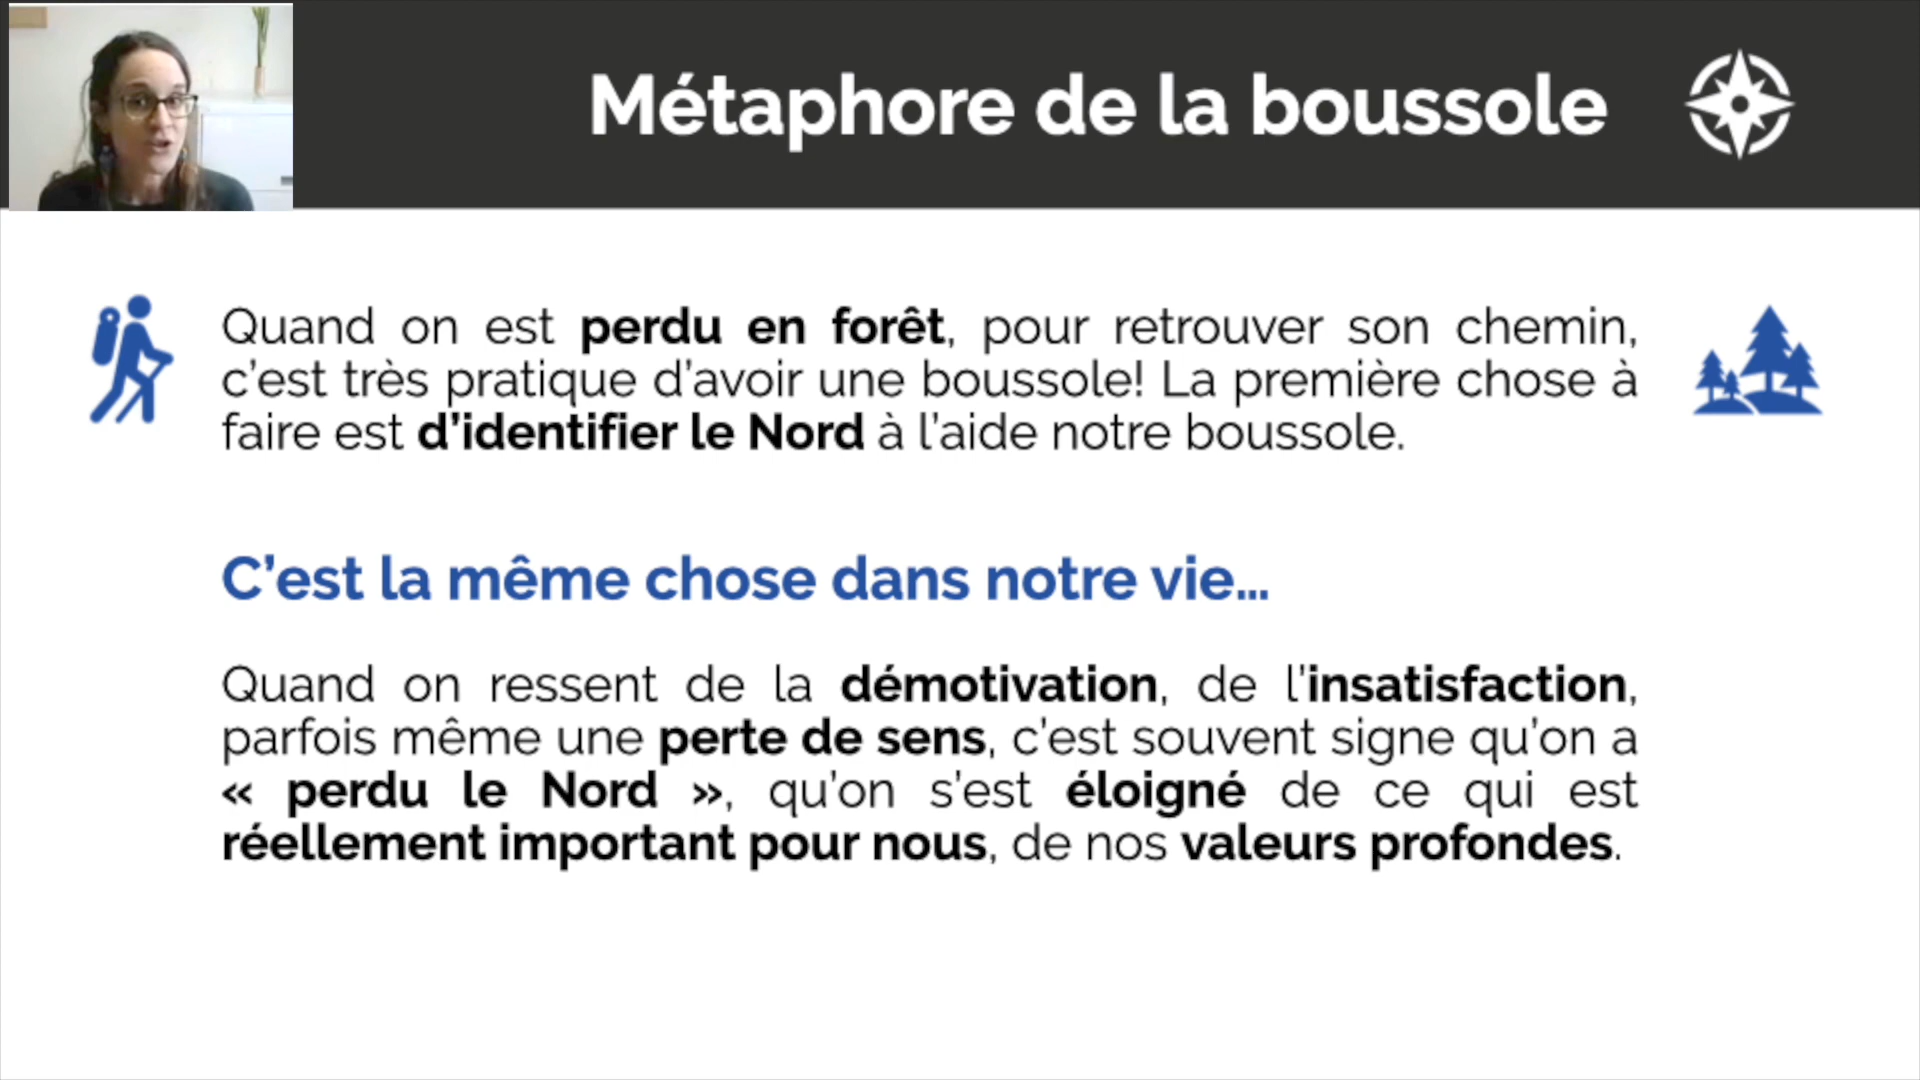 Métaphore de la boussole
Quand on est perdu en forêt, pour retrouver son chemin,
c’est très pratique d’avoir une boussole! La première chose à
faire est d’identifier le Nord à l’aide notre boussole.
C’est la même chose dans notre vie…
Quand on ressent de la démotivation, de l’insatisfaction,
parfois même une perte de sens, c’est souvent signe qu’on a
« perdu le Nord », qu’on s’est éloigné de ce qui est
réellement important pour nous, de nos valeurs profondes.